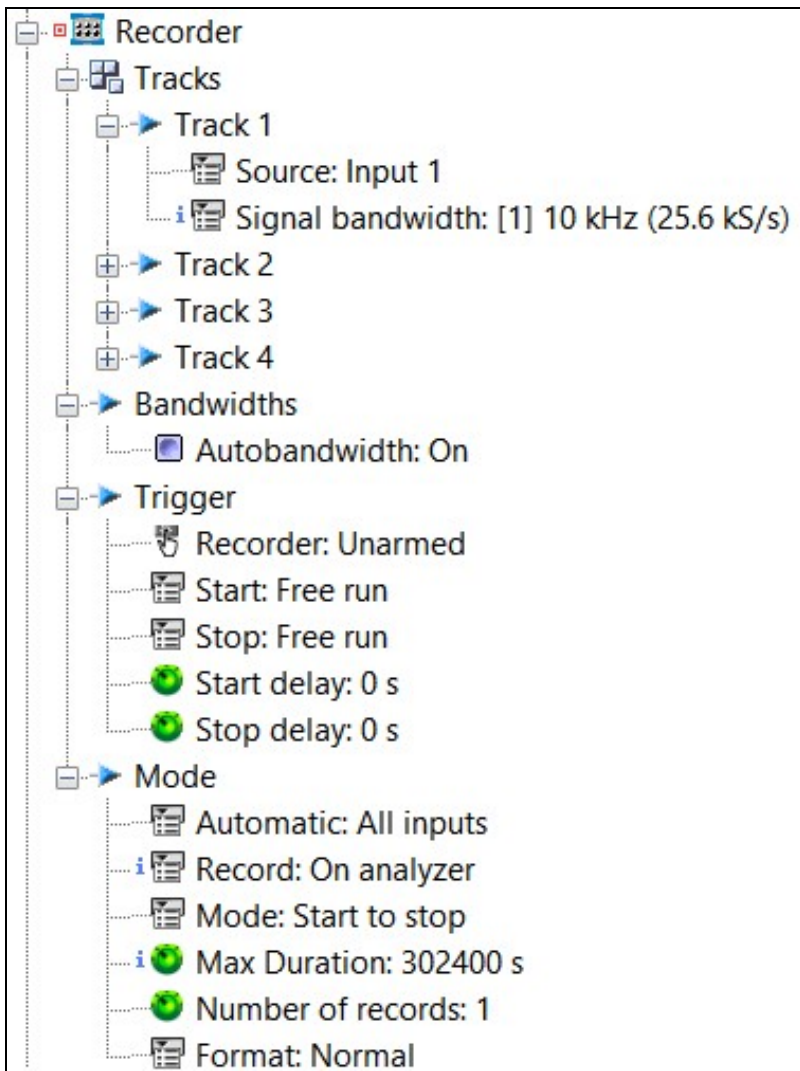 Recorder
Tracks
Track 1
Source: Input 1
Signal bandwidth: [1] 10 kHz (25.6 kS/s)
Track 2
Track 3
Track 4
Bandwidths
Autobandwidth: On
Trigger
Recorder: Unarmed
Start: Free run
Stop: Free run
Start delay: 0 s
Stop delay: 0 s
Mode
Automatic: All inputs
Record: On analyzer
Mode: Start to stop
Max Duration: 302400 s
Number of records: 1
Format: Normal